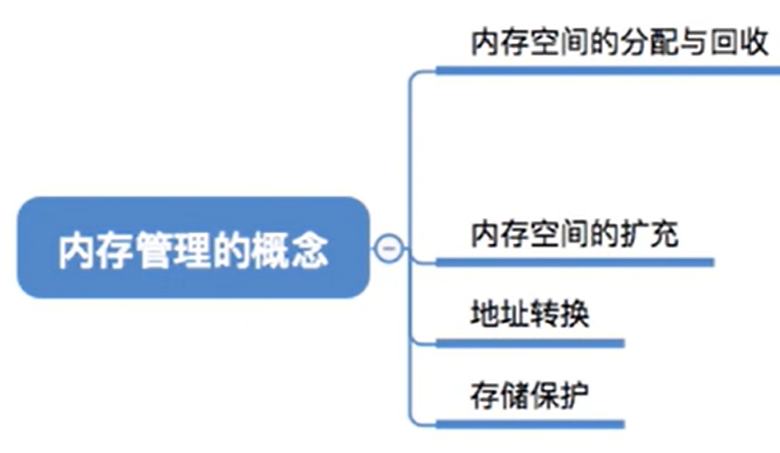 内存空间的分配与回收
内存管理的概念
内存空间的扩充
地址转换
存储保护